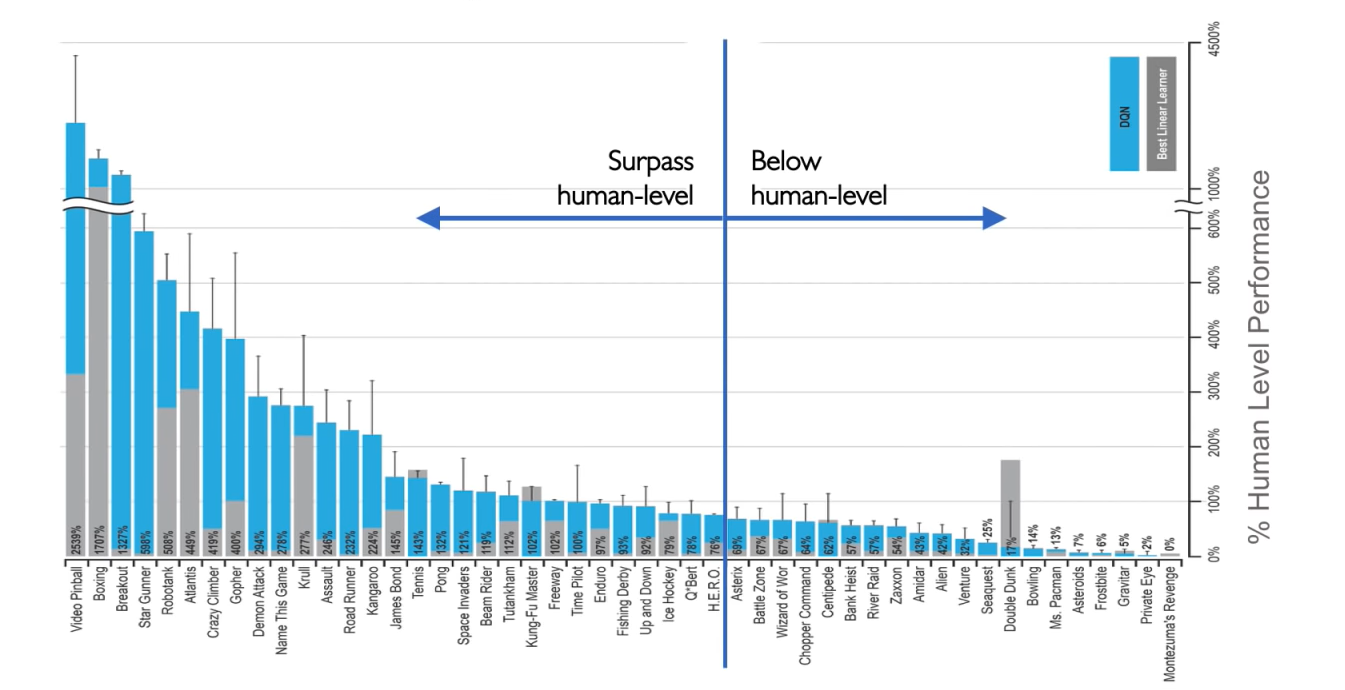 4500%
1000%
600%
500%
400%
300%
200%
100%
0%
% Human Level Performance
DQN
Best Linear Learner
Surpass
human-level
Below
human-level
2539%
1707%
1327%
598%
508%
449%
419%
400%
294%
278%
277%
246%
232%
224%
145%
143%
132%
121%
119%
112%
102%
102%
100%
97%
93%
92%
79%
78%
76%
69%
67%
67%
64%
62%
57%
57%
54%
43%
42%
32%
25%
17%
14%
13%
7%
6%
5%
2%
0%
Video Pinball
Boxing
Breakout
Star Gunner
Robotank
Atlantis
Crazy Climber
Gopher
Demon Attack
Name This Game
Krull
Assault
Road Runner
Kangaroo
James Bond
Tennis
Pong
Space Invaders
Beam Rider
Tutankham
Kung-Fu Master
Freeway
Time Pilot
Enduro
Fishing Derby
Up and Down
Ice Hockey
Q*Bert
H.E.R.O.
Asterix
Battle Zone
Wizard of Wor
Chopper Command
Centipede
Bank Heist
River Raid
Zaxxon
Amidar
Alien
Venture
Seaquest
Double Dunk
Bowling
Ms. Pacman
Asteroids
Frostbite
Gravitar
Private Eye
Montezuma's Revenge